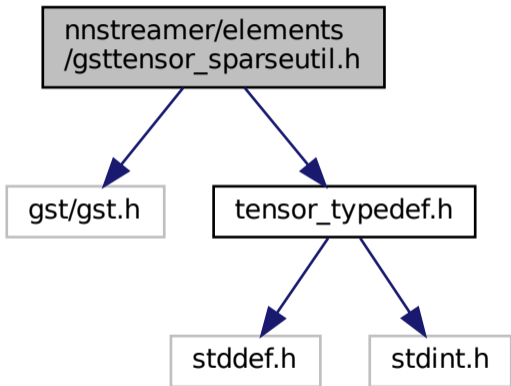 nnstreamer/elements
/gsttensor_sparseutil.h
gst/gst.h
tensor_typedef.h
stddef.h
stdint.h